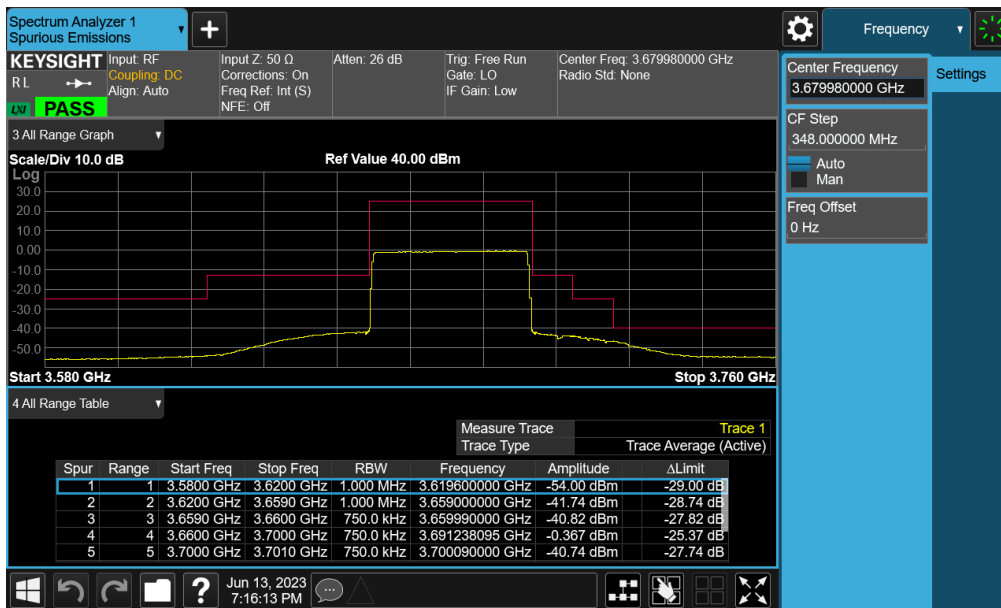 Spectrum Analyzer 1
Spurious Emissions
+
Frequency
KEYSIGHT
R L
LXI
PASS
Input: RF
Coupling: DC
Align: Auto
Input Z: 50 Ω
Corrections: On
Freq Ref: Int (S)
NFE: Off
Atten: 26 dB
Trig: Free Run
Gate: LO
IF Gain: Low
Center Freq: 3.679980000 GHz
Radio Std: None
Center Frequency
3.679980000 GHz
Settings
CF Step
348.000000 MHz
Auto
Man
Freq Offset
0 Hz
3 All Range Graph
Scale/Div 10.0 dB
Ref Value 40.00 dBm
Log
30.0
20.0
10.0
0.00
-10.0
-20.0
-30.0
-40.0
-50.0
Start 3.580 GHz
Stop 3.760 GHz
4 All Range Table
Measure Trace Trace 1
Trace Type Trace Average (Active)
Spur Range Start Freq Stop Freq RBW Frequency Amplitude ΔLimit
1 1 3.5800 GHz 3.6200 GHz 1.000 MHz 3.619600000 GHz -54.00 dBm -29.00 dB
2 2 3.6200 GHz 3.6590 GHz 1.000 MHz 3.659000000 GHz -41.74 dBm -28.74 dB
3 3 3.6590 GHz 3.6600 GHz 750.0 kHz 3.659990000 GHz -40.82 dBm -27.82 dB
4 4 3.6600 GHz 3.7000 GHz 750.0 kHz 3.691238095 GHz -0.367 dBm -25.37 dB
5 5 3.7000 GHz 3.7010 GHz 750.0 kHz 3.700090000 GHz -40.74 dBm -27.74 dB
?
Jun 13, 2023
7:16:13 PM